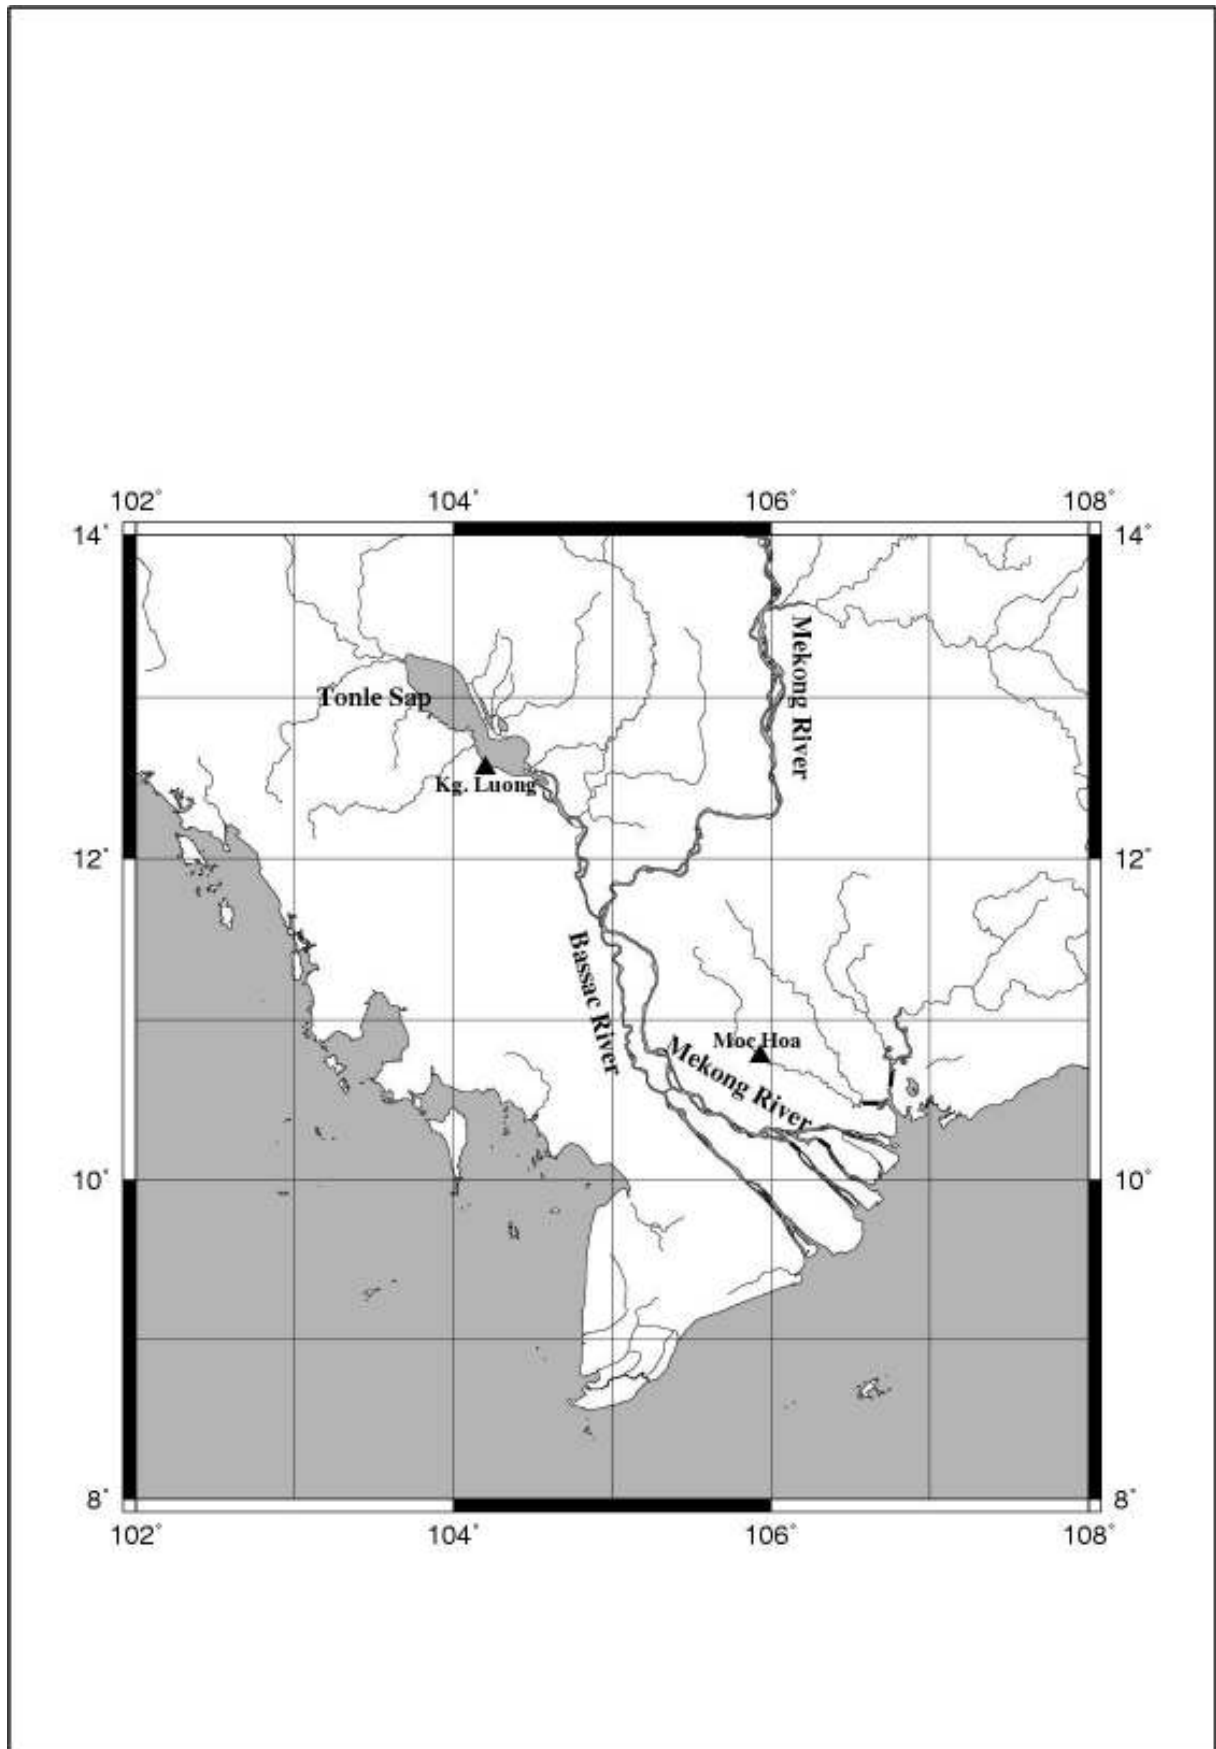 102° 104° 106° 108°
14° 14°
Mekong River
Tonle Sap
Kg. Luong
12° 12°
Bassac River
Moc Hoa
Mekong River
10° 10°
8° 8°
102° 104° 106° 108°